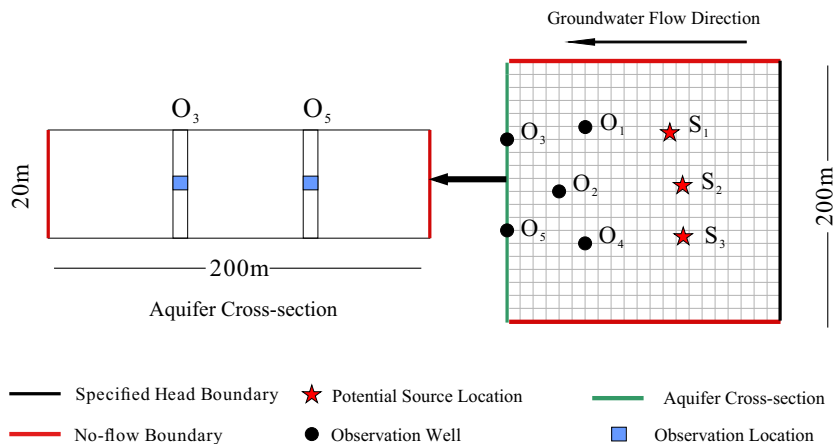 Groundwater Flow Direction
O3
O5
O3
O1
S1
O2
S2
O5
O4
S3
20m
200m
200m
Aquifer Cross-section
Specified Head Boundary
Potential Source Location
Aquifer Cross-section
No-flow Boundary
Observation Well
Observation Location